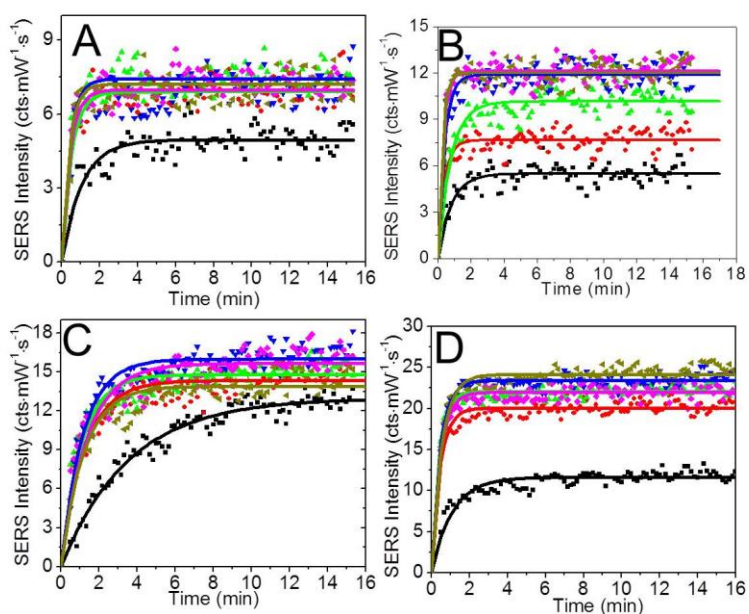 A
SERS Intensity (cts·mW⁻¹·s⁻¹)
9
6
3
0
0 2 4 6 8 10 12 14 16
Time (min)
B
SERS Intensity (cts·mW⁻¹·s⁻¹)
15
12
9
6
3
0
0 2 4 6 8 10 12 14 16 18
Time (min)
C
SERS Intensity (cts·mW⁻¹·s⁻¹)
18
15
12
9
6
3
0
0 2 4 6 8 10 12 14 16
Time (min)
D
SERS Intensity (cts·mW⁻¹·s⁻¹)
30
25
20
15
10
5
0
0 2 4 6 8 10 12 14 16
Time (min)